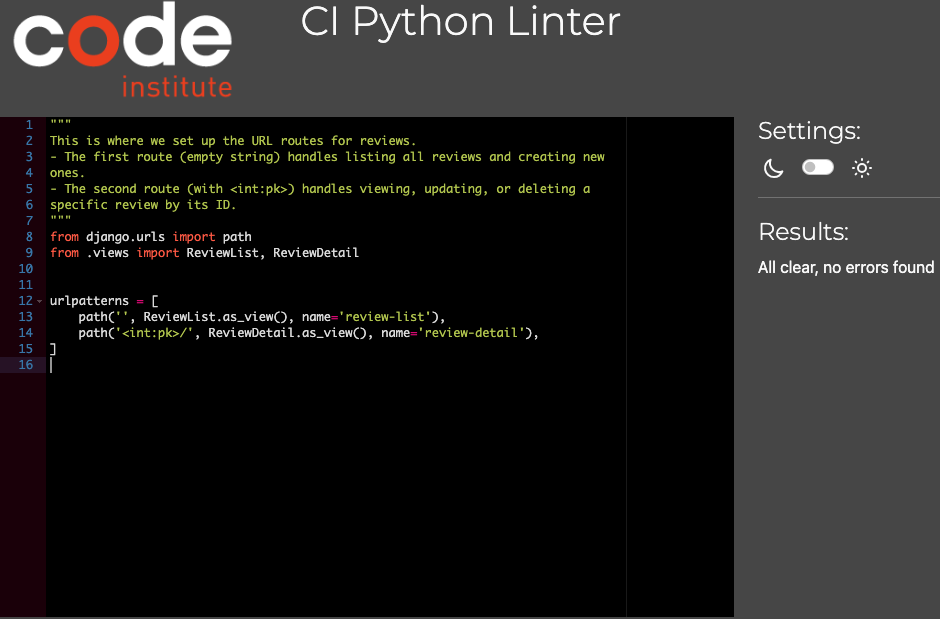 code
institute
CI Python Linter
1 """
2 This is where we set up the URL routes for reviews.
3 - The first route (empty string) handles listing all reviews and creating new
4 ones.
5 - The second route (with <int:pk>) handles viewing, updating, or deleting a
6 specific review by its ID.
7 """
8 from django.urls import path
9 from .views import ReviewList, ReviewDetail
10
11
12 urlpatterns = [
13     path('', ReviewList.as_view(), name='review-list'),
14     path('<int:pk>/', ReviewDetail.as_view(), name='review-detail'),
15 ]
16
Settings:
Results:
All clear, no errors found